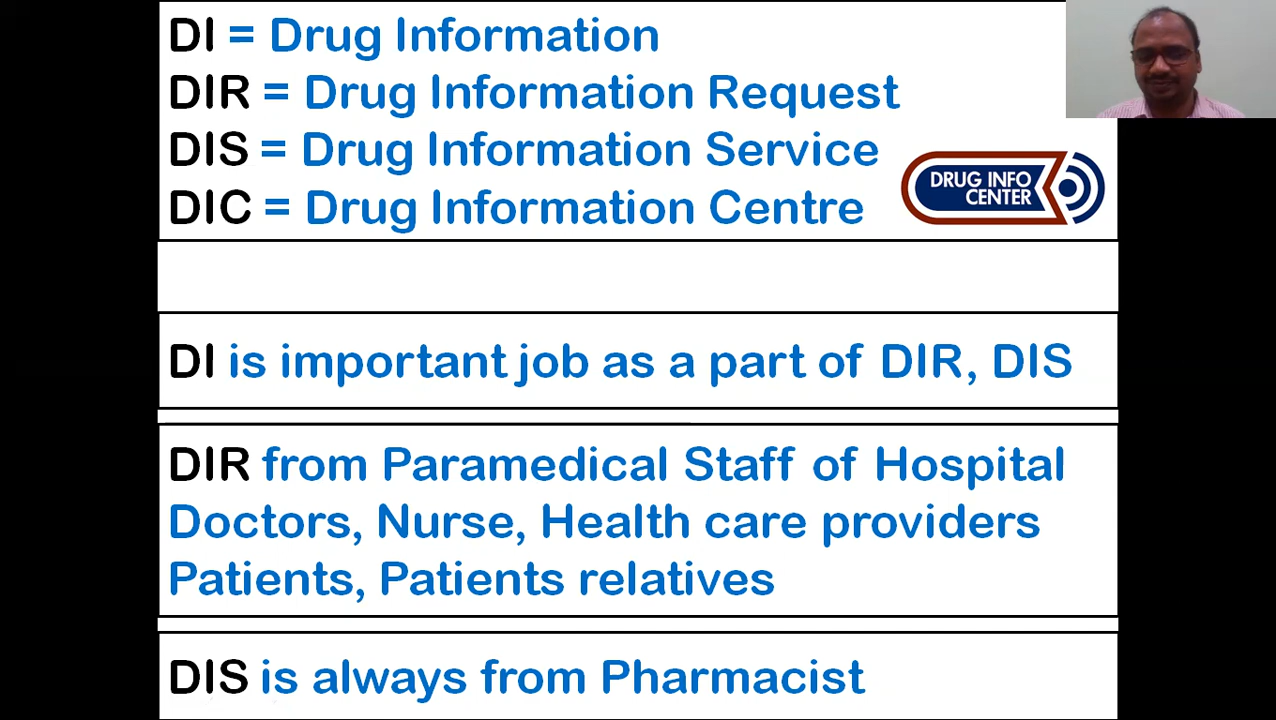 DI = Drug Information
DIR = Drug Information Request
DIS = Drug Information Service
DIC = Drug Information Centre
DRUG INFO
CENTER
DI is important job as a part of DIR, DIS
DIR from Paramedical Staff of Hospital
Doctors, Nurse, Health care providers
Patients, Patients relatives
DIS is always from Pharmacist